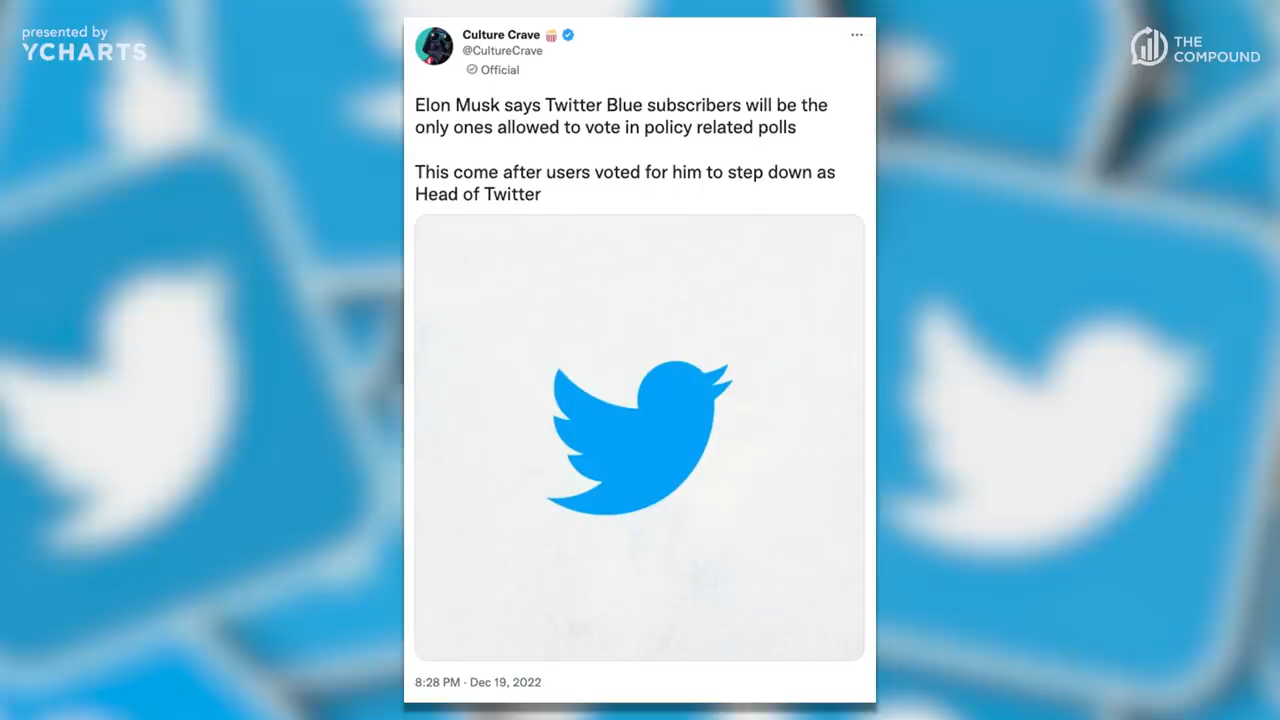 presented by
YCHARTS
THE
COMPOUND
Culture Crave 🍿
@CultureCrave
Official
Elon Musk says Twitter Blue subscribers will be the
only ones allowed to vote in policy related polls
This come after users voted for him to step down as
Head of Twitter
8:28 PM · Dec 19, 2022